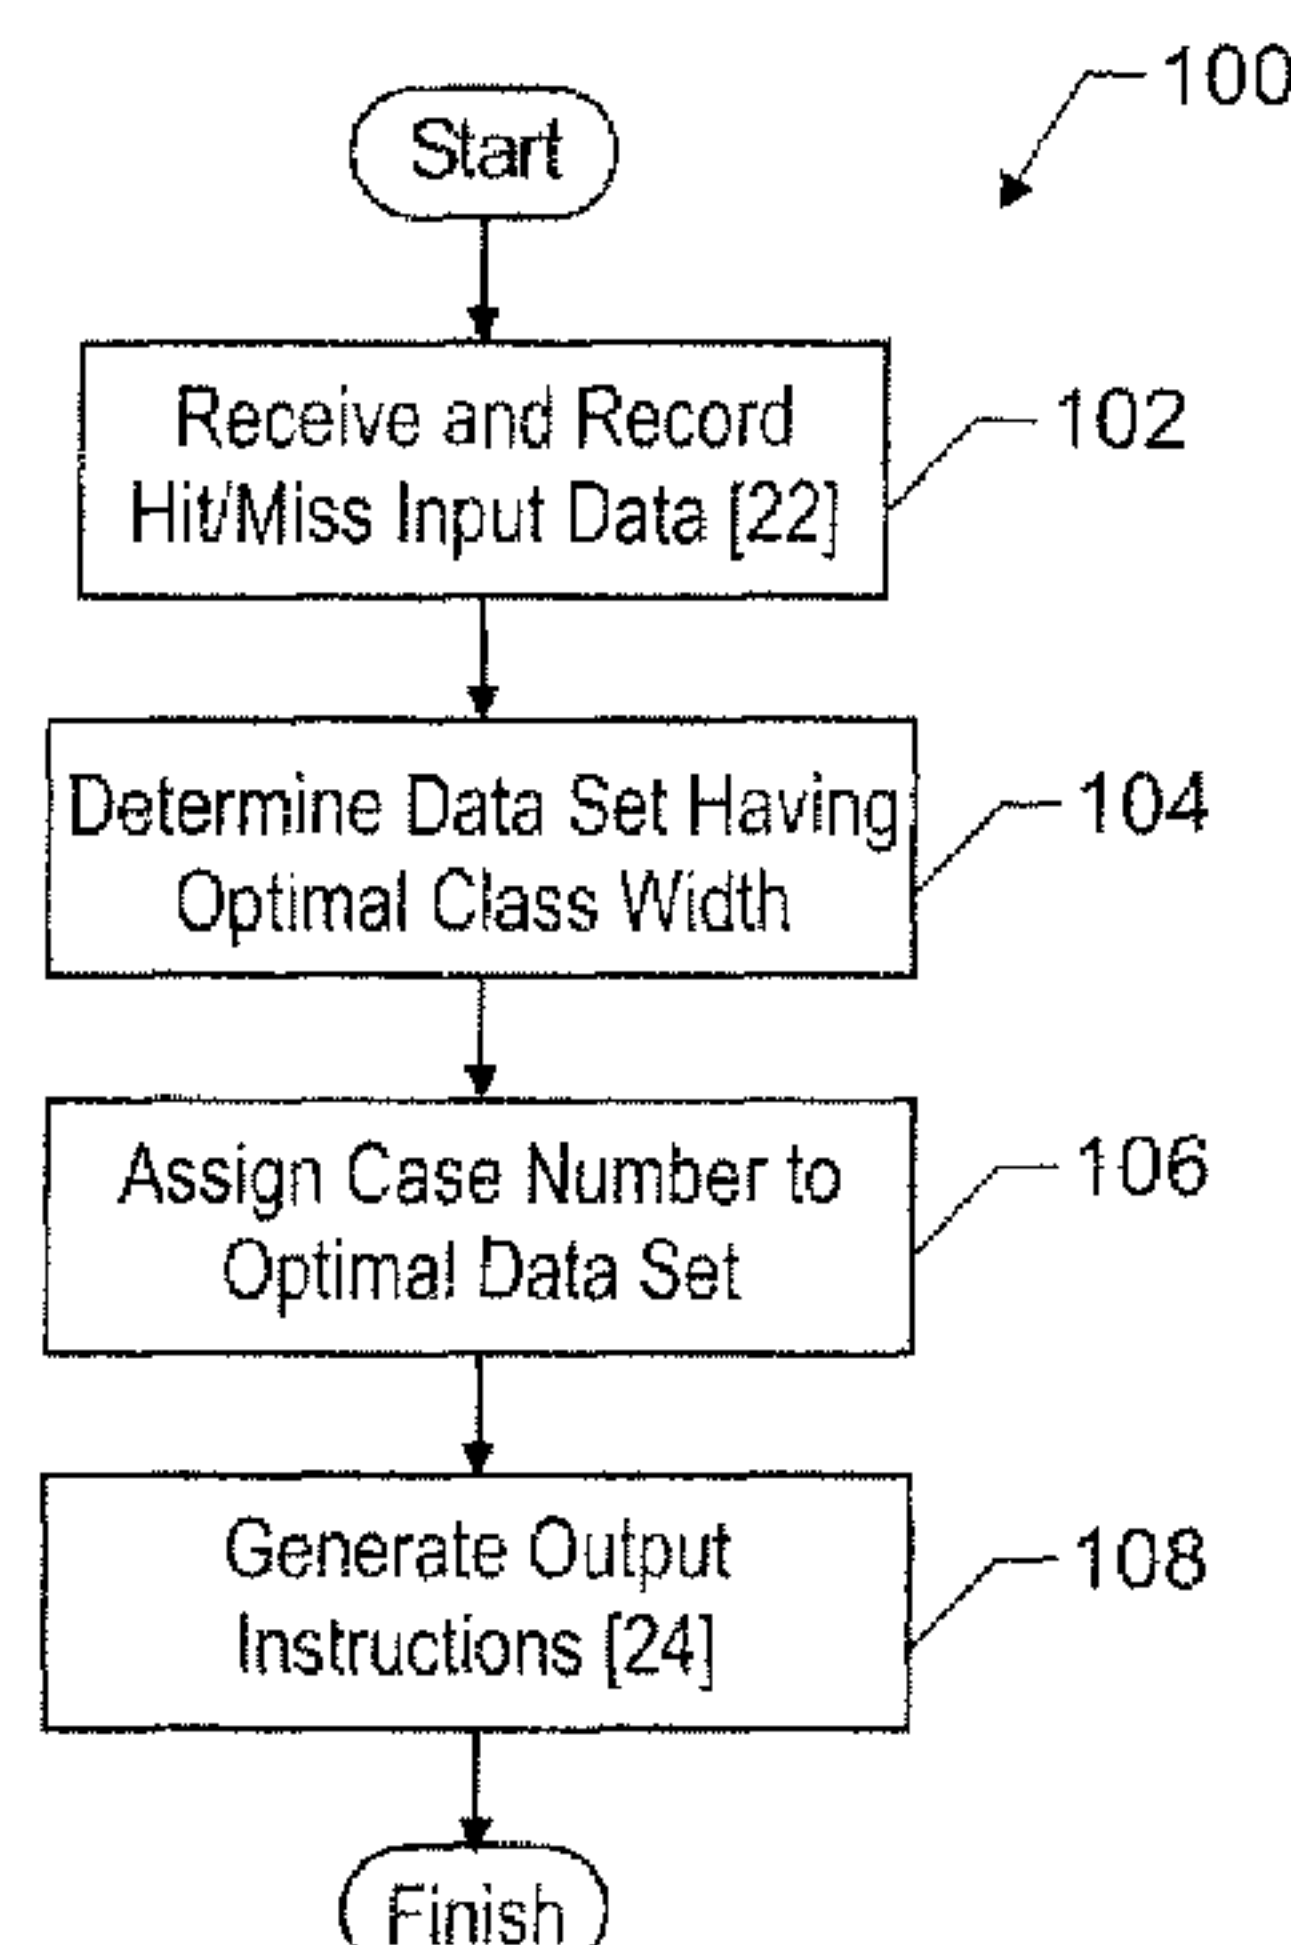 100
Start
Receive and Record
Hit/Miss Input Data [22]
102
Determine Data Set Having
Optimal Class Width
104
Assign Case Number to
Optimal Data Set
106
Generate Output
Instructions [24]
108
Finish